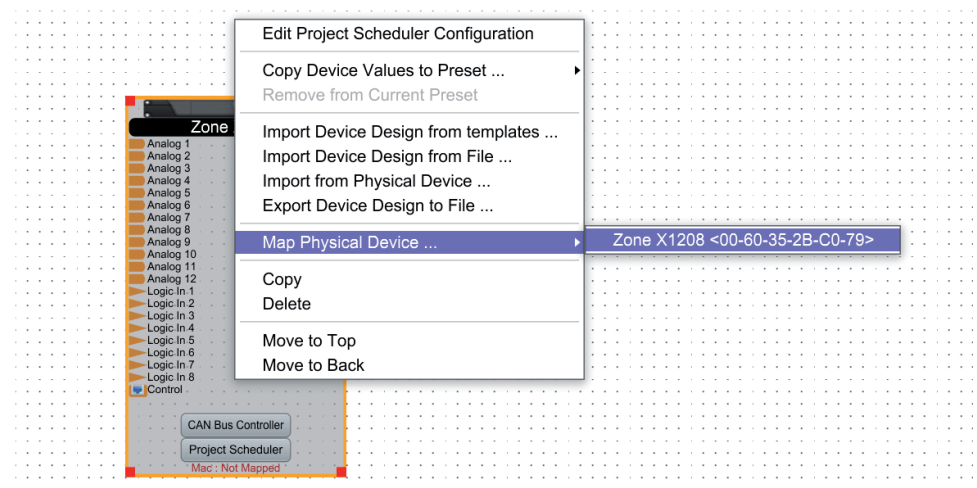 Edit Project Scheduler Configuration
Copy Device Values to Preset ...
Remove from Current Preset
Import Device Design from templates ...
Import Device Design from File ...
Import from Physical Device ...
Export Device Design to File ...
Map Physical Device ...
Zone X1208 <00-60-35-2B-C0-79>
Copy
Delete
Move to Top
Move to Back
Zone
Analog 1
Analog 2
Analog 3
Analog 4
Analog 5
Analog 6
Analog 7
Analog 8
Analog 9
Analog 10
Analog 11
Analog 12
Logic In 1
Logic In 2
Logic In 3
Logic In 4
Logic In 5
Logic In 6
Logic In 7
Logic In 8
Control
CAN Bus Controller
Project Scheduler
Mac : Not Mapped